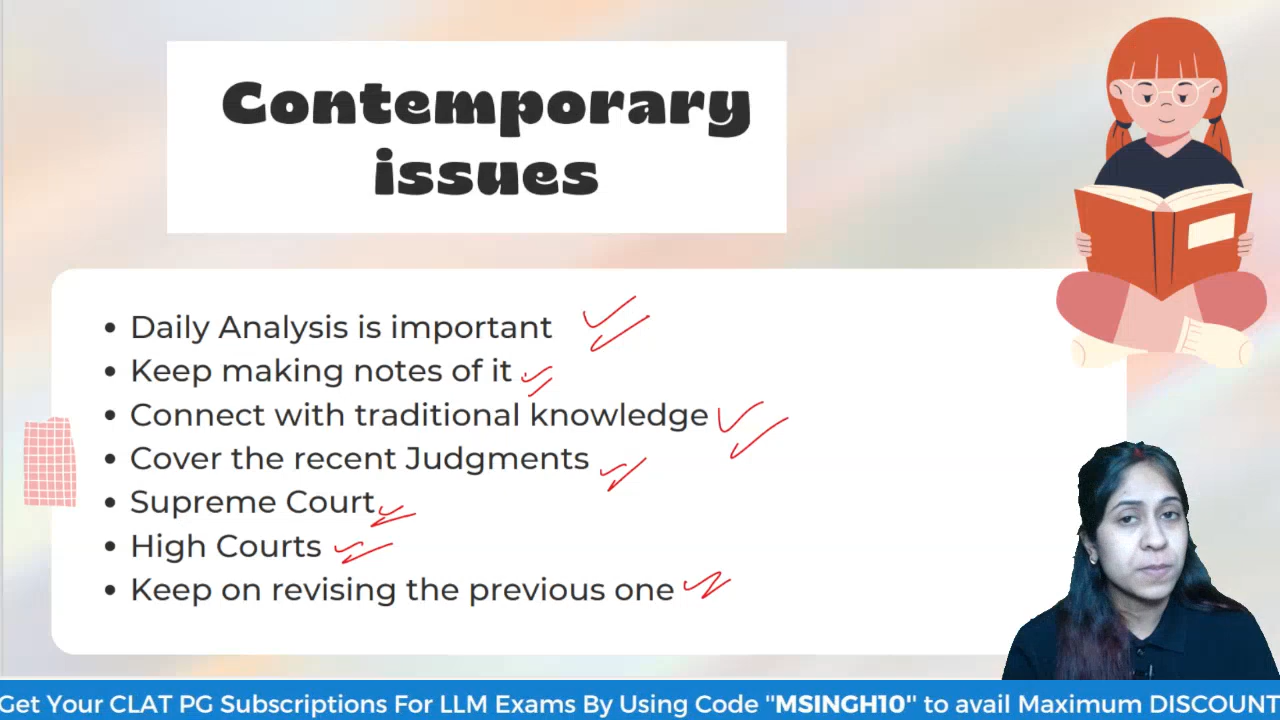 Contemporary
issues
• Daily Analysis is important
• Keep making notes of it
• Connect with traditional knowledge
• Cover the recent Judgments
• Supreme Court
• High Courts
• Keep on revising the previous one
Get Your CLAT PG Subscriptions For LLM Exams By Using Code "MSINGH10" to avail Maximum DISCOUNT